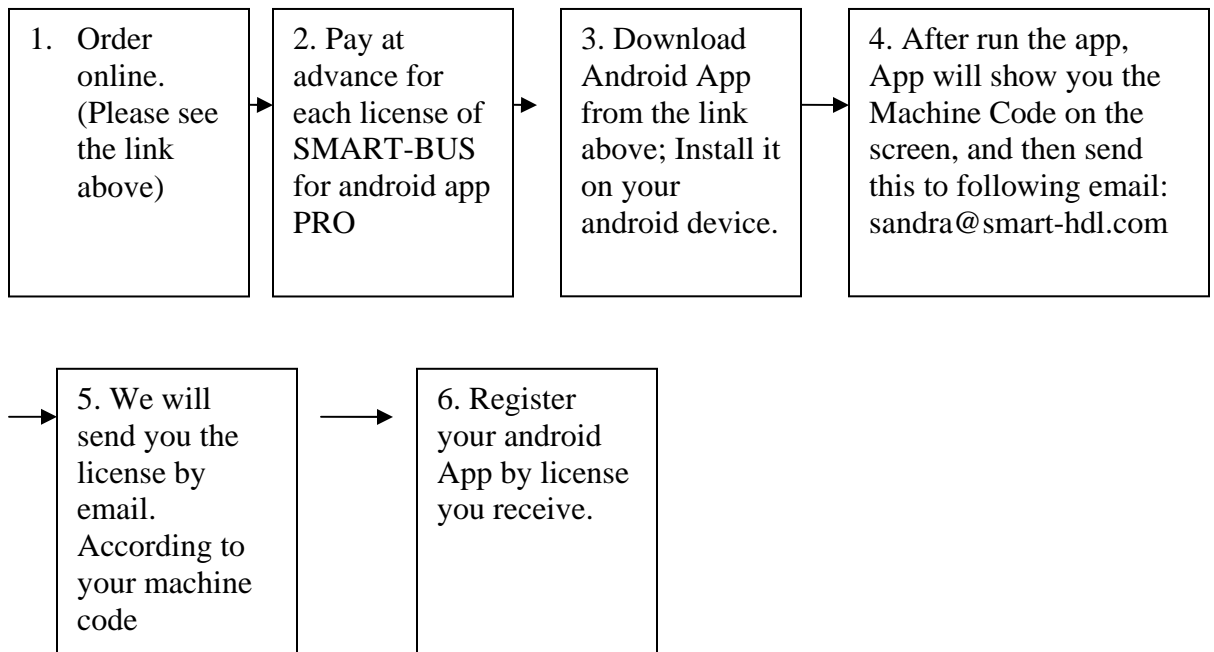 1. Order
online.
(Please see
the link
above)
2. Pay at
advance for
each license of
SMART-BUS
for android app
PRO
3. Download
Android App
from the link
above; Install it
on your
android device.
4. After run the app,
App will show you the
Machine Code on the
screen, and then send
this to following email:
sandra@smart-hdl.com
5. We will
send you the
license by
email.
According to
your machine
code
6. Register
your android
App by license
you receive.